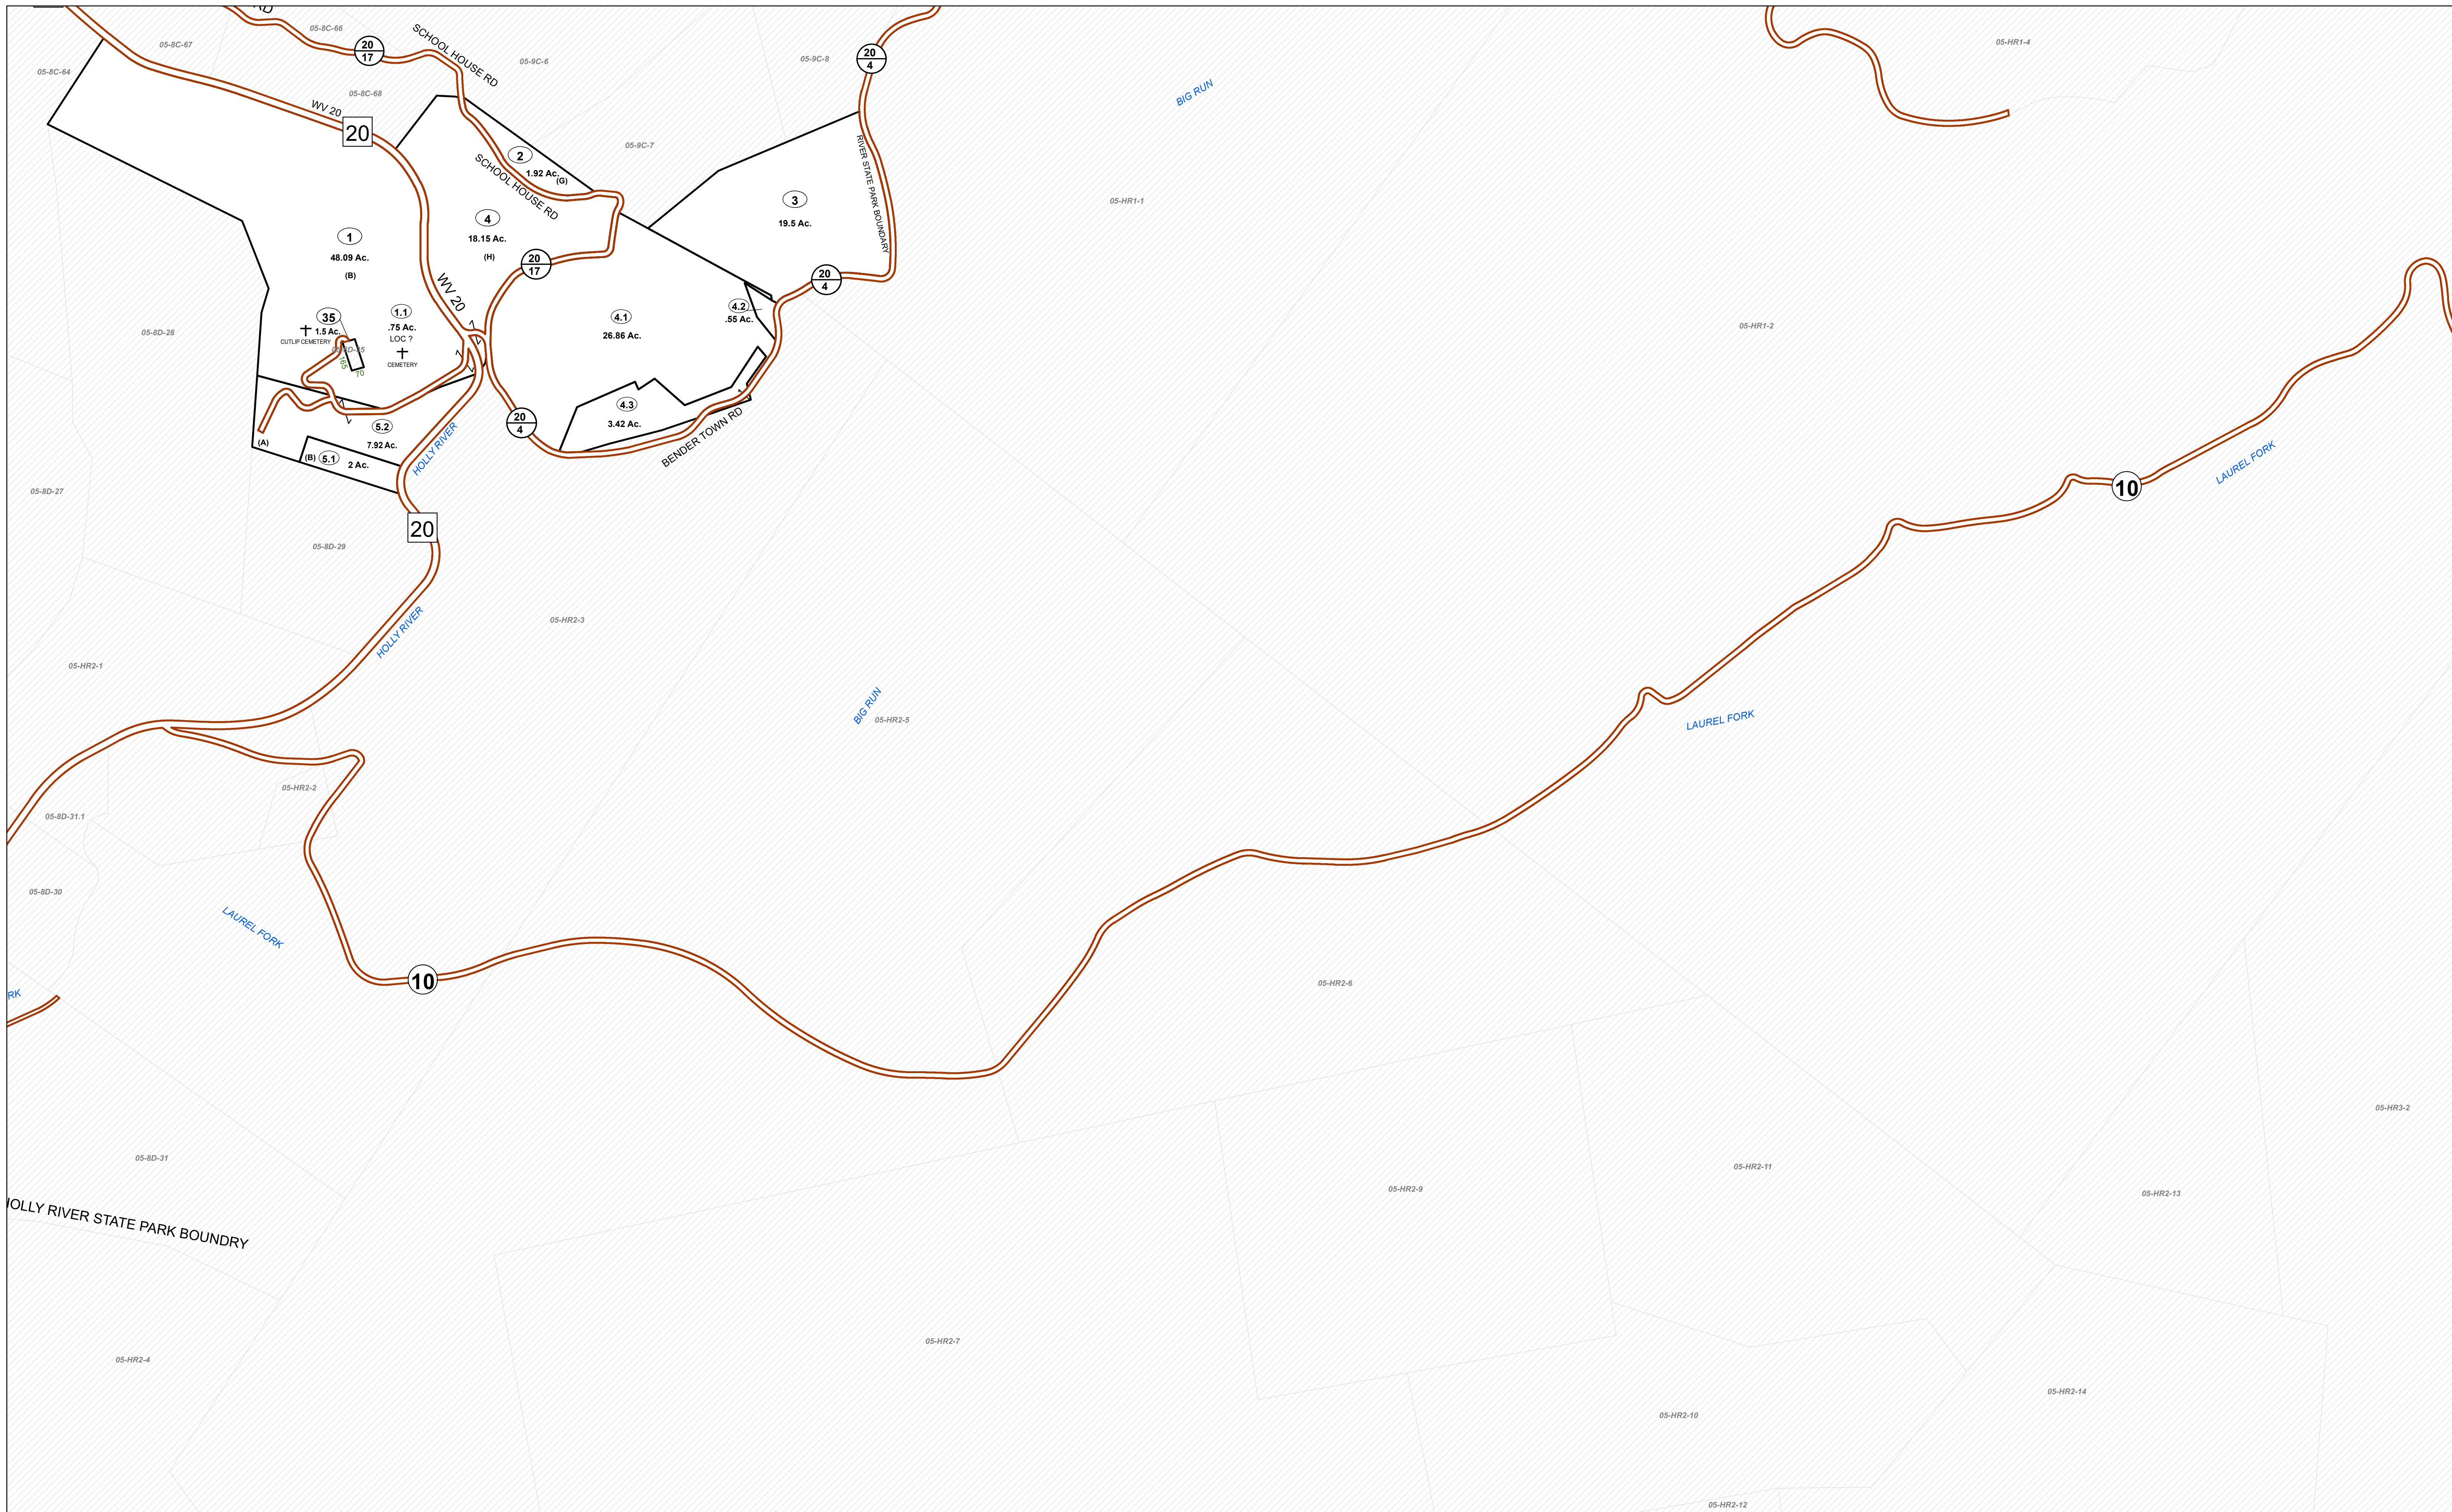 05-8C-66
SCHOOL HOUSE RD
05-8C-67
20
17
05-9C-6
05-9C-8
20
4
BIG RUN
05-HR1-4
05-8C-64
05-8C-68
WV 20
20
05-9C-7
2
1.92 Ac.
(G)
SCHOOL HOUSE RD
RIVER STATE PARK BOUNDARY
3
19.5 Ac.
05-HR1-1
4
18.15 Ac.
(H)
1
48.09 Ac.
(B)
20
17
WV 20
20
4
4.2
.55 Ac.
4.1
26.86 Ac.
05-HR1-2
35
1.5 Ac.
CUTLIP CEMETERY
1.1
.75 Ac.
LOC ?
CEMETERY
05-8D-28
165
70
4.3
3.42 Ac.
20
4
BENDER TOWN RD
5.2
7.92 Ac.
(A)
(B)
5.1
2 Ac.
HOLLY RIVER
LAUREL FORK
10
05-8D-27
20
05-8D-29
HOLLY RIVER
05-HR2-3
05-HR2-1
BIG RUN
05-HR2-5
LAUREL FORK
05-HR2-2
05-8D-31.1
05-8D-30
LAUREL FORK
10
RK
05-HR2-6
05-HR3-2
05-8D-31
05-HR2-9
05-HR2-11
05-HR2-13
HOLLY RIVER STATE PARK BOUNDRY
05-HR2-4
05-HR2-7
05-HR2-14
05-HR2-10
05-HR2-12